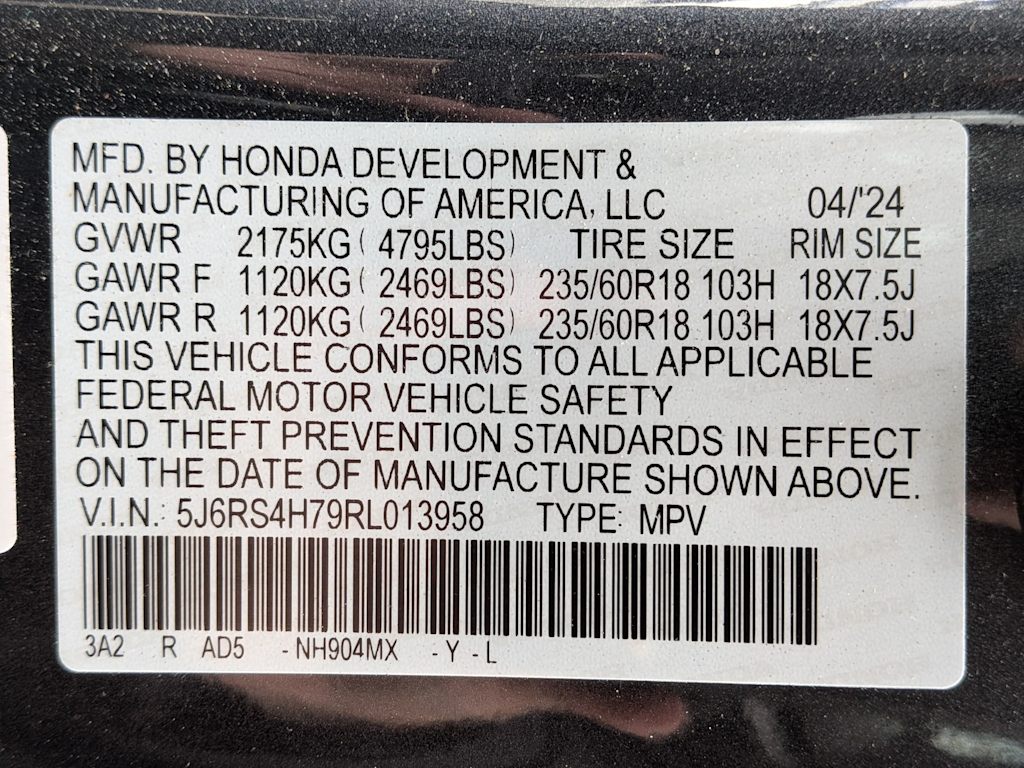 MFD. BY HONDA DEVELOPMENT &
MANUFACTURING OF AMERICA, LLC 04/'24
GVWR 2175KG ( 4795LBS) TIRE SIZE RIM SIZE
GAWR F 1120KG ( 2469LBS) 235/60R18 103H 18X7.5J
GAWR R 1120KG ( 2469LBS) 235/60R18 103H 18X7.5J
THIS VEHICLE CONFORMS TO ALL APPLICABLE
FEDERAL MOTOR VEHICLE SAFETY
AND THEFT PREVENTION STANDARDS IN EFFECT
ON THE DATE OF MANUFACTURE SHOWN ABOVE.
V.I.N.: 5J6RS4H79RL013958 TYPE: MPV
3A2 R AD5 - NH904MX - Y - L